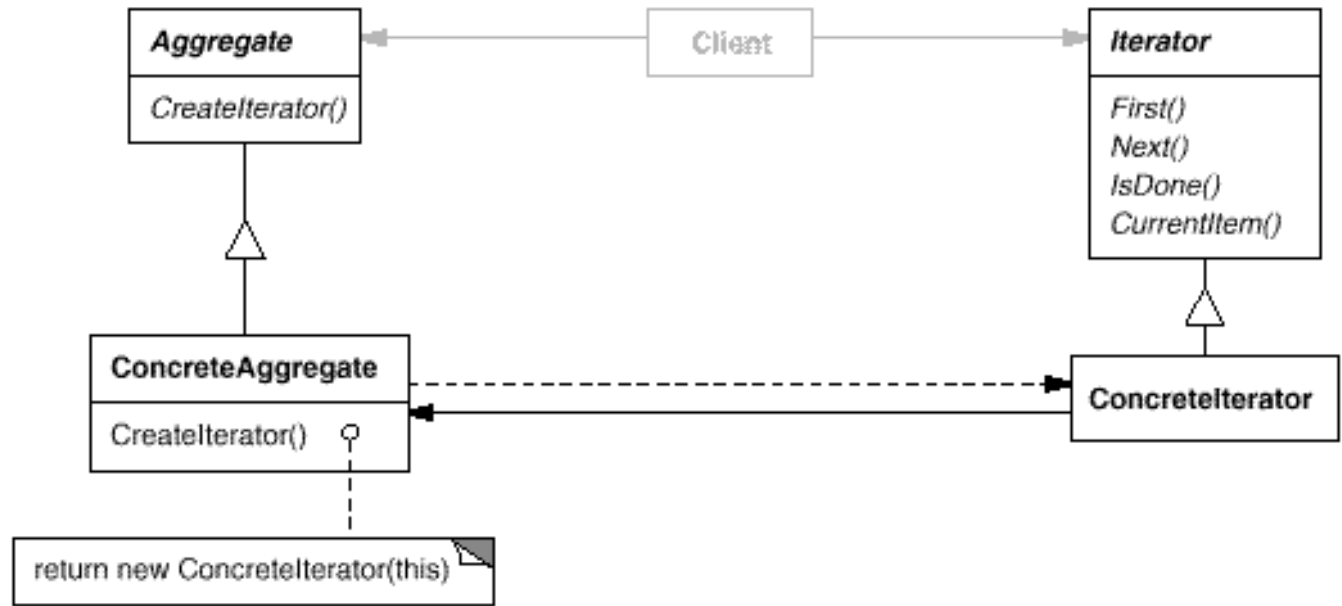 Aggregate
CreateIterator()
Client
Iterator
First()
Next()
IsDone()
CurrentItem()
ConcreteAggregate
CreateIterator()
ConcreteIterator
return new ConcreteIterator(this)